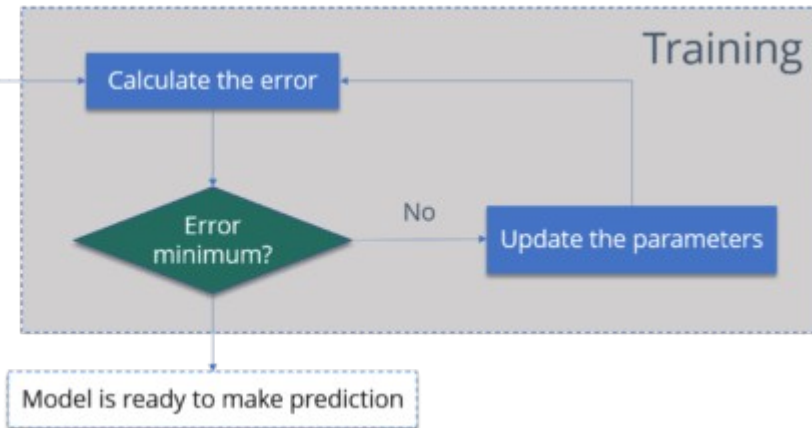 Training
Calculate the error
Error
minimum?
No
Update the parameters
Model is ready to make prediction